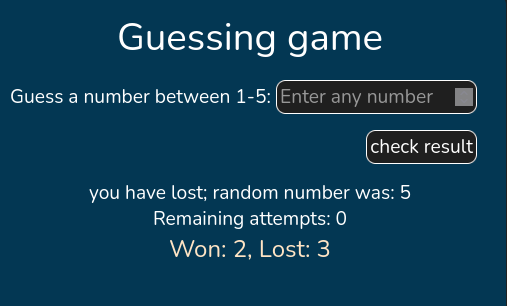 Guessing game
Guess a number between 1-5: Enter any number
check result
you have lost; random number was: 5
Remaining attempts: 0
Won: 2, Lost: 3